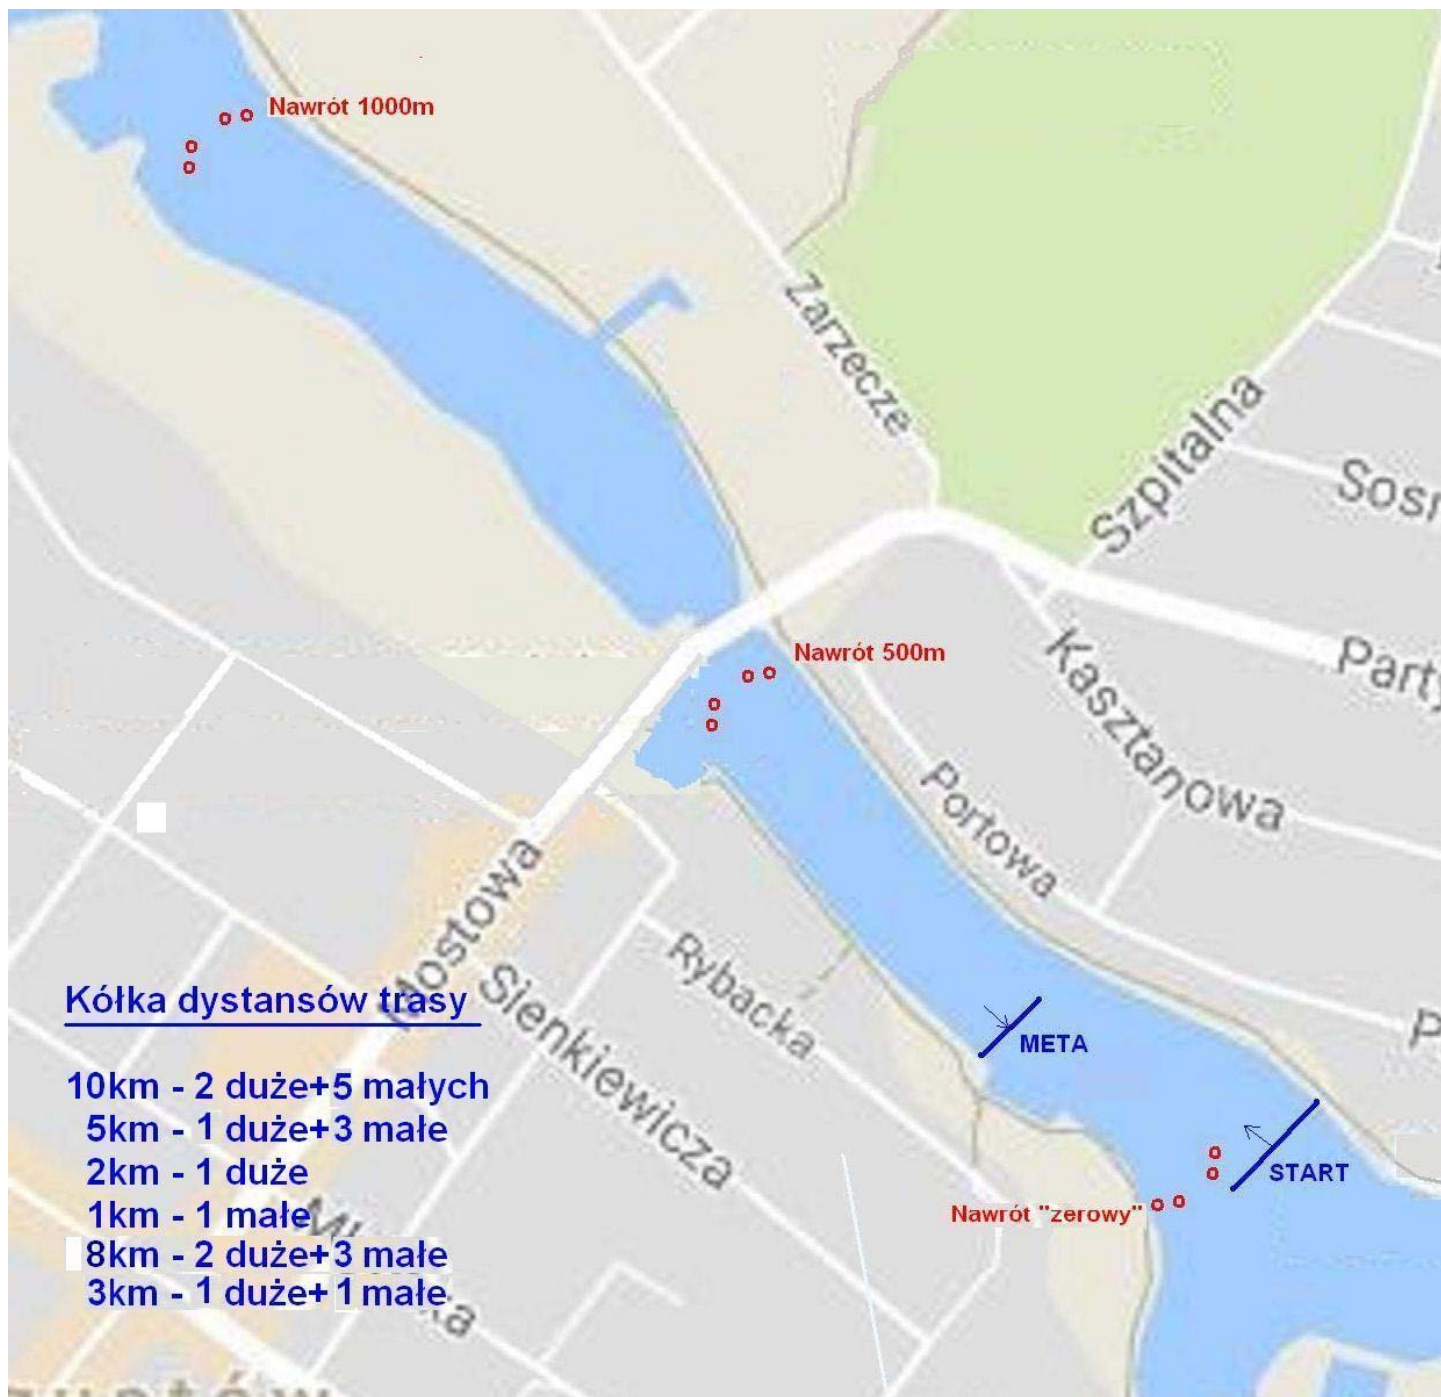 Nawrót 1000m
Zarzecze
Szpitalna
Nawrót 500m
Kasztanowa
Portowa
Mostowa
Rybacka
Sienkiewicza
META
START
Nawrót "zerowy"
Kółka dystansów trasy
10km - 2 duże+5 małych
5km - 1 duże+3 małe
2km - 1 duże
1km - 1 małe
8km - 2 duże+3 małe
3km - 1 duże+1 małe